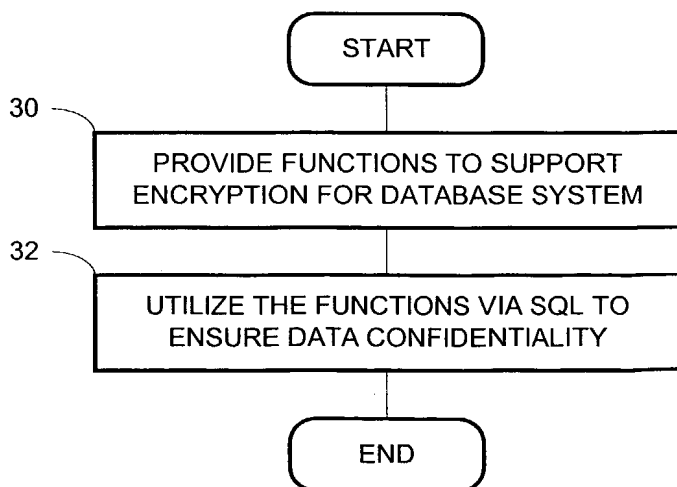 START
30
PROVIDE FUNCTIONS TO SUPPORT
ENCRYPTION FOR DATABASE SYSTEM
32
UTILIZE THE FUNCTIONS VIA SQL TO
ENSURE DATA CONFIDENTIALITY
END